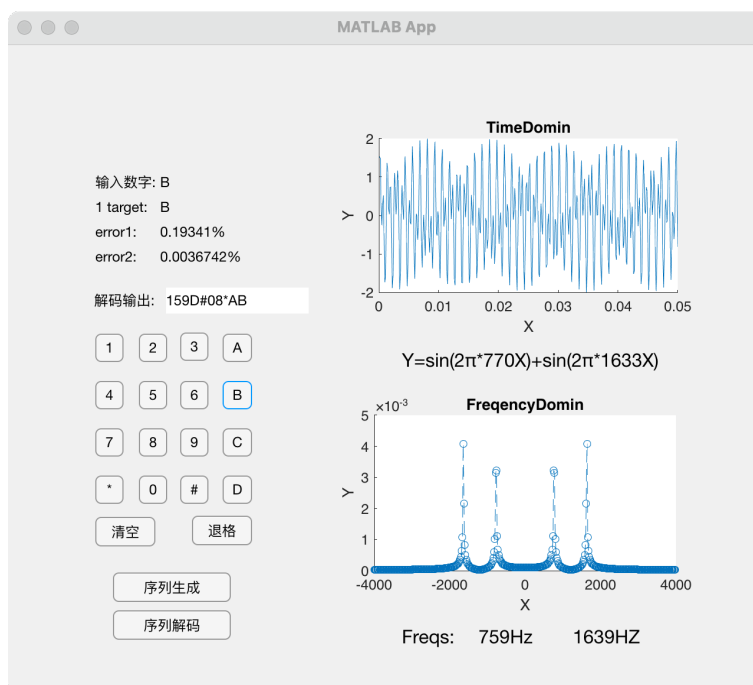 MATLAB App
输入数字: B
1 target: B
error1: 0.19341%
error2: 0.0036742%
解码输出: 159D#08*AB
1 2 3 A
4 5 6 B
7 8 9 C
* 0 # D
清空 退格
序列生成
序列解码
TimeDomin
2
1
0
-1
-2
Y
0 0.01 0.02 0.03 0.04 0.05
X
Y=sin(2π*770X)+sin(2π*1633X)
×10-3
FreqencyDomin
5
4
3
2
1
0
Y
-4000 -2000 0 2000 4000
X
Freqs: 759Hz 1639HZ